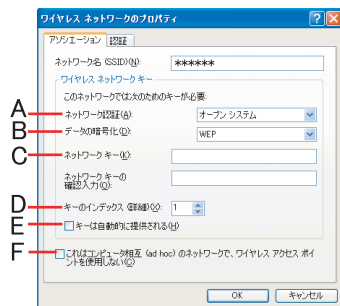 ワイヤレス ネットワークのプロパティ
アソシエーション 認証
ネットワーク名 (SSID)(N): ******
ワイヤレス ネットワーク キー
このネットワークでは次のためのキーが必要:
A ネットワーク認証(A): オープン システム
B データの暗号化(D): WEP
C ネットワーク キー(K):
ネットワーク キーの
確認入力(O):
D キーのインデックス (詳細)(X): 1
E キーは自動的に提供される(H)
F これはコンピュータ相互 (ad hoc) のネットワークで、ワイヤレス アクセス ポイ
ントを使用しない(C)
OK キャンセル